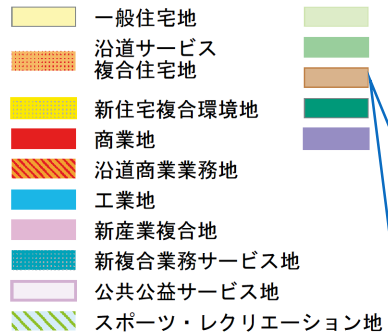 一般住宅地
沿道サービス
複合住宅地
新住宅複合環境地
商業地
沿道商業業務地
工業地
新産業複合地
新複合業務サービス地
公共公益サービス地
スポーツ・レクリエーション地